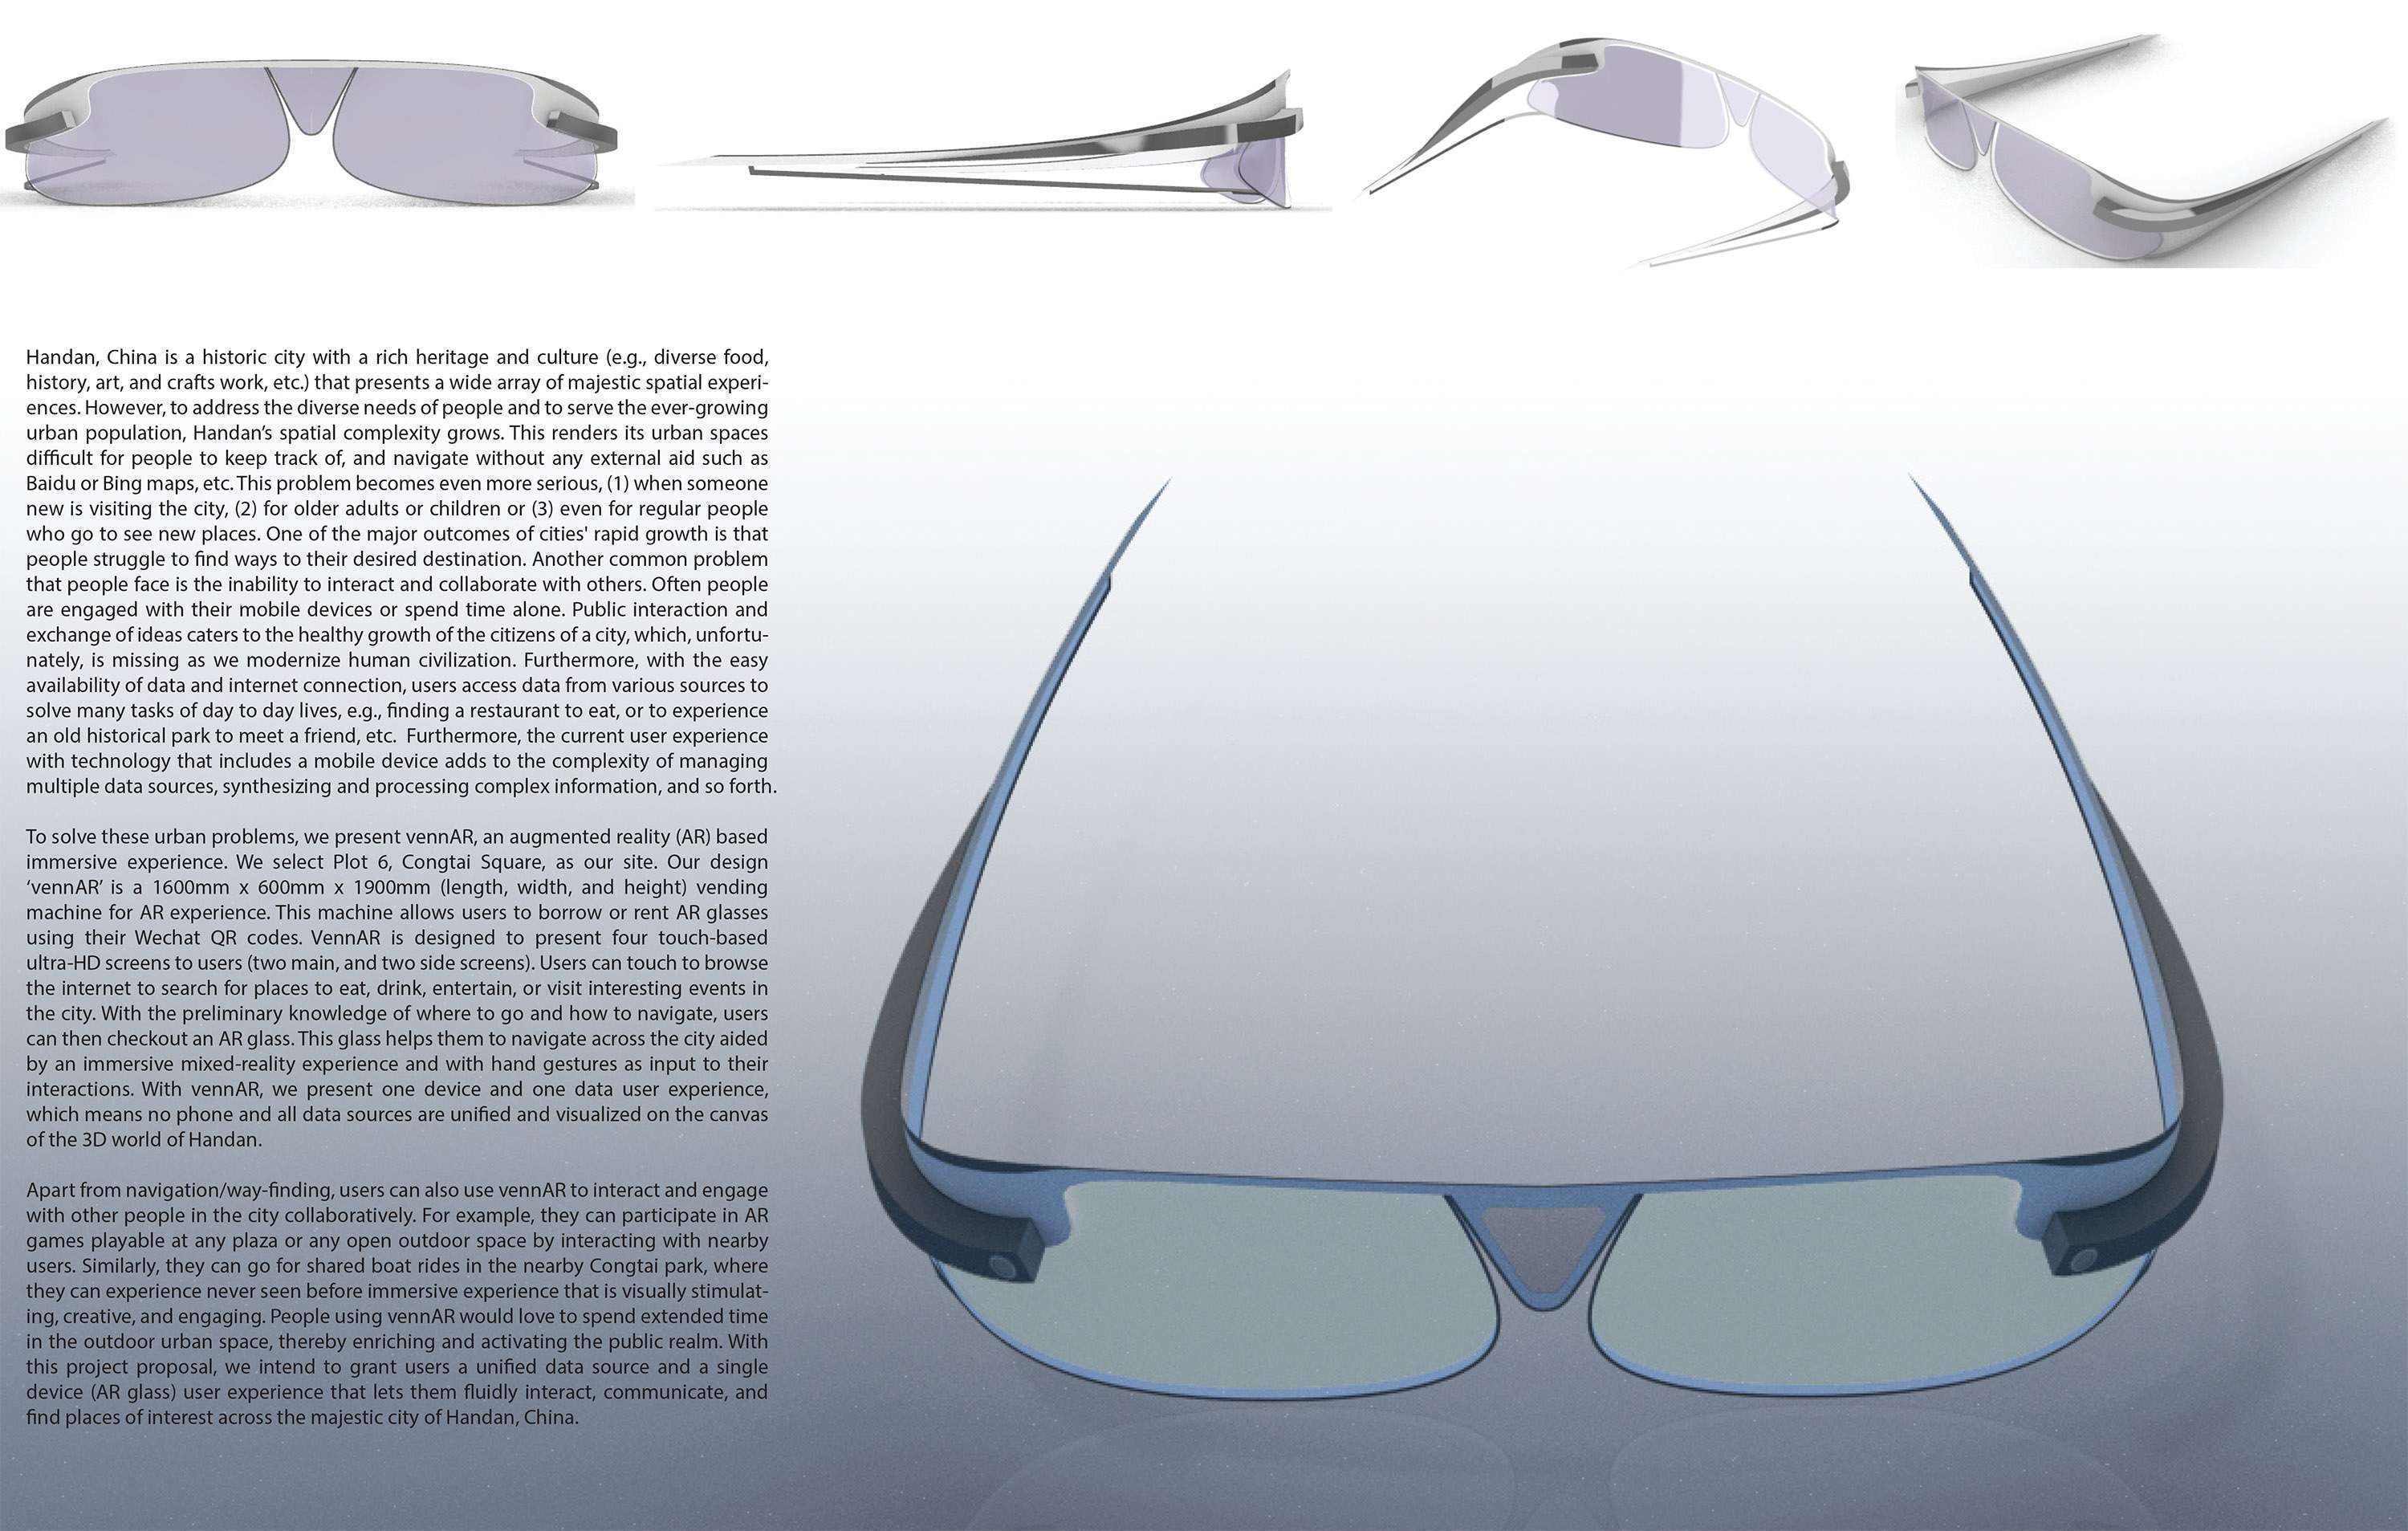 Handan, China is a historic city with a rich heritage and culture (e.g., diverse food,
history, art, and crafts work, etc.) that presents a wide array of majestic spatial experi-
ences. However, to address the diverse needs of people and to serve the ever-growing
urban population, Handan’s spatial complexity grows. This renders its urban spaces
difficult for people to keep track of, and navigate without any external aid such as
Baidu or Bing maps, etc. This problem becomes even more serious, (1) when someone
new is visiting the city, (2) for older adults or children or (3) even for regular people
who go to see new places. One of the major outcomes of cities' rapid growth is that
people struggle to find ways to their desired destination. Another common problem
that people face is the inability to interact and collaborate with others. Often people
are engaged with their mobile devices or spend time alone. Public interaction and
exchange of ideas caters to the healthy growth of the citizens of a city, which, unfortu-
nately, is missing as we modernize human civilization. Furthermore, with the easy
availability of data and internet connection, users access data from various sources to
solve many tasks of day to day lives, e.g., finding a restaurant to eat, or to experience
an old historical park to meet a friend, etc.  Furthermore, the current user experience
with technology that includes a mobile device adds to the complexity of managing
multiple data sources, synthesizing and processing complex information, and so forth.
To solve these urban problems, we present vennAR, an augmented reality (AR) based
immersive experience. We select Plot 6, Congtai Square, as our site. Our design
‘vennAR’ is a 1600mm x 600mm x 1900mm (length, width, and height) vending
machine for AR experience. This machine allows users to borrow or rent AR glasses
using their Wechat QR codes. VennAR is designed to present four touch-based
ultra-HD screens to users (two main, and two side screens). Users can touch to browse
the internet to search for places to eat, drink, entertain, or visit interesting events in
the city. With the preliminary knowledge of where to go and how to navigate, users
can then checkout an AR glass. This glass helps them to navigate across the city aided
by an immersive mixed-reality experience and with hand gestures as input to their
interactions. With vennAR, we present one device and one data user experience,
which means no phone and all data sources are unified and visualized on the canvas
of the 3D world of Handan.
Apart from navigation/way-finding, users can also use vennAR to interact and engage
with other people in the city collaboratively. For example, they can participate in AR
games playable at any plaza or any open outdoor space by interacting with nearby
users. Similarly, they can go for shared boat rides in the nearby Congtai park, where
they can experience never seen before immersive experience that is visually stimulat-
ing, creative, and engaging. People using vennAR would love to spend extended time
in the outdoor urban space, thereby enriching and activating the public realm. With
this project proposal, we intend to grant users a unified data source and a single
device (AR glass) user experience that lets them fluidly interact, communicate, and
find places of interest across the majestic city of Handan, China.